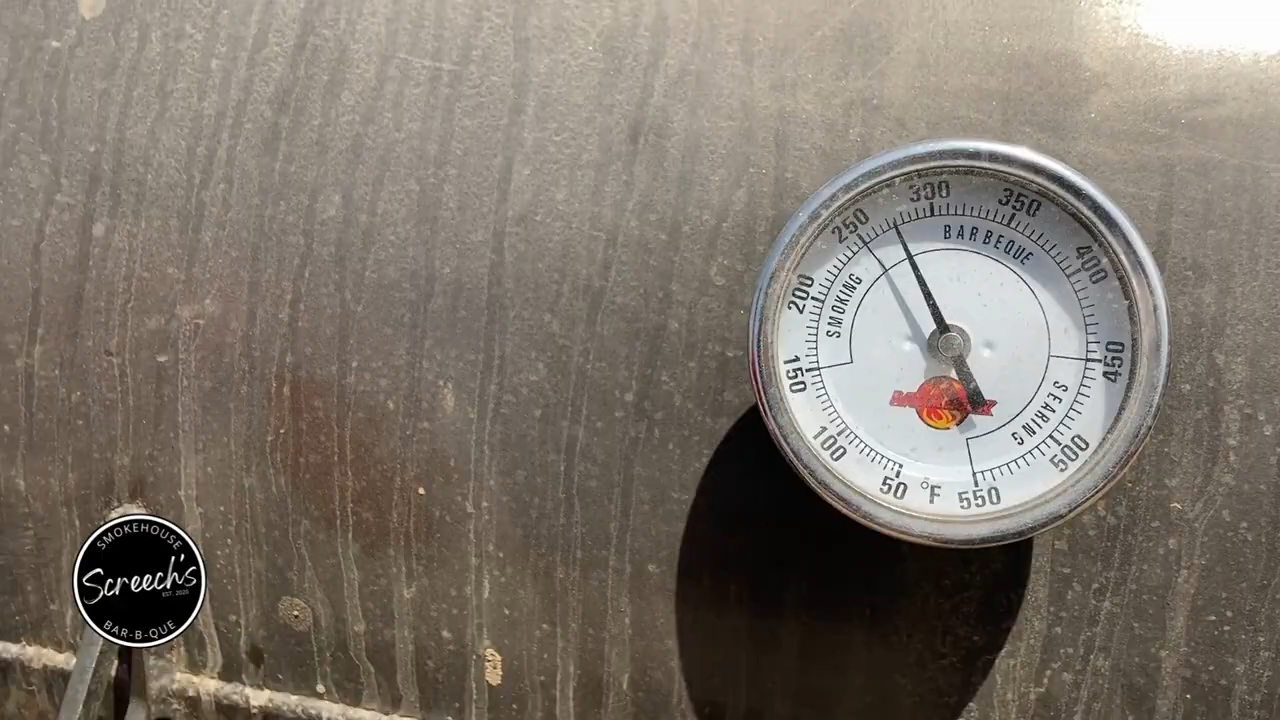 300
350
250
BARBEQUE
400
200
SMOKING
150
450
SEARING
100
500
50 °F 550
SMOKEHOUSE
Screech's
EST. 2020
BAR-B-QUE